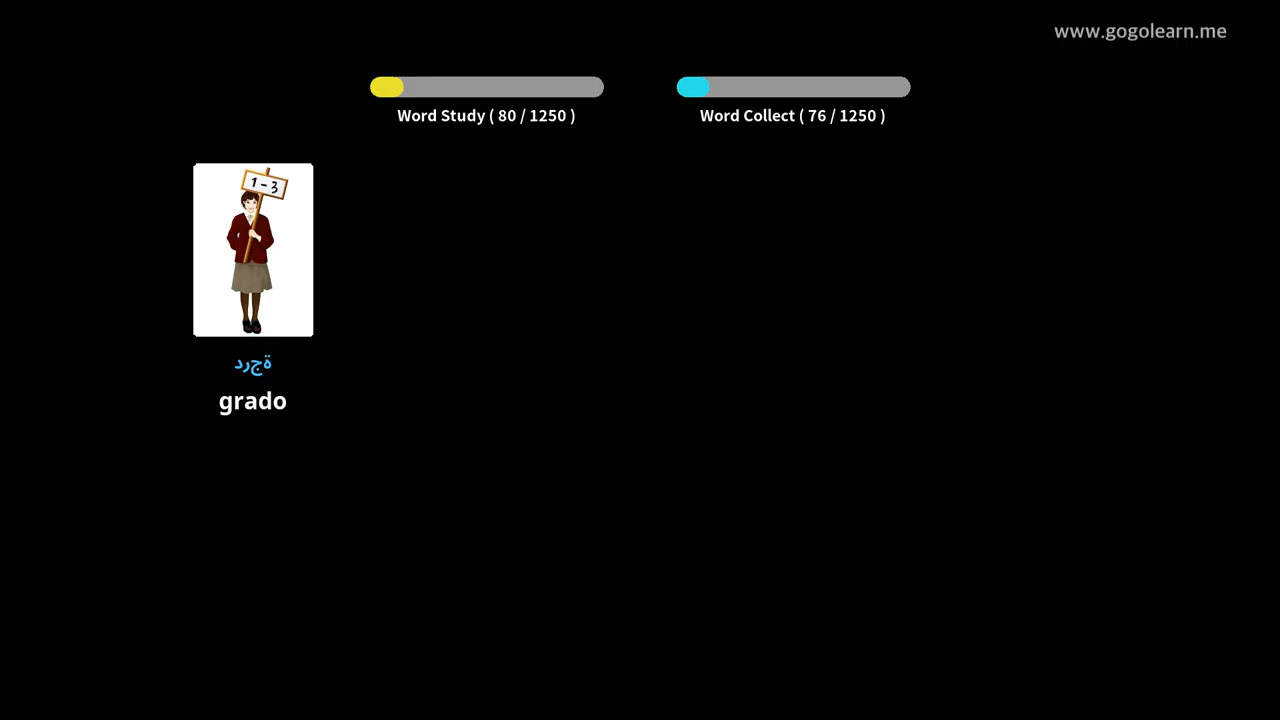 www.gogolearn.me
Word Study ( 80 / 1250 )
Word Collect ( 76 / 1250 )
1 - 3
ةجرد
grado